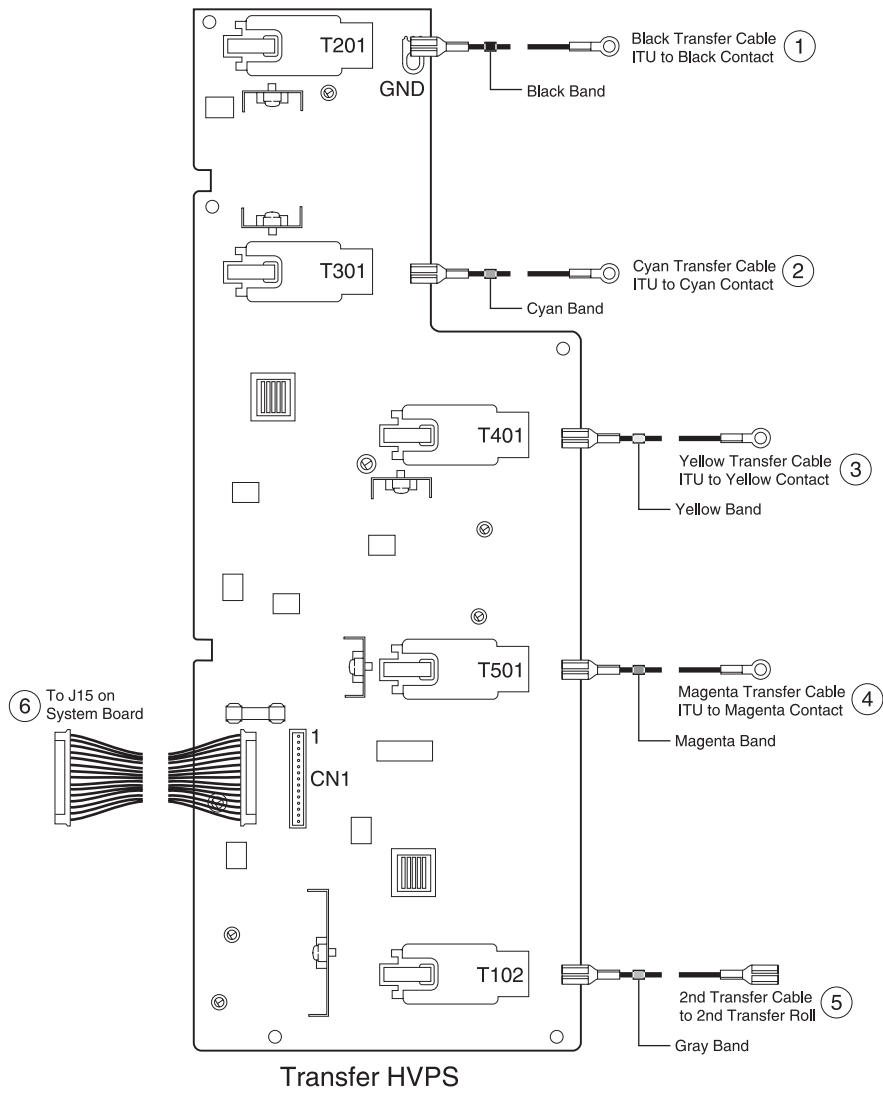 T201
GND
Black Transfer Cable
ITU to Black Contact
1
Black Band
T301
Cyan Transfer Cable
ITU to Cyan Contact
2
Cyan Band
T401
Yellow Transfer Cable
ITU to Yellow Contact
3
Yellow Band
T501
Magenta Transfer Cable
ITU to Magenta Contact
4
Magenta Band
6
To J15 on
System Board
1
CN1
T102
2nd Transfer Cable
to 2nd Transfer Roll
5
Gray Band
Transfer HVPS